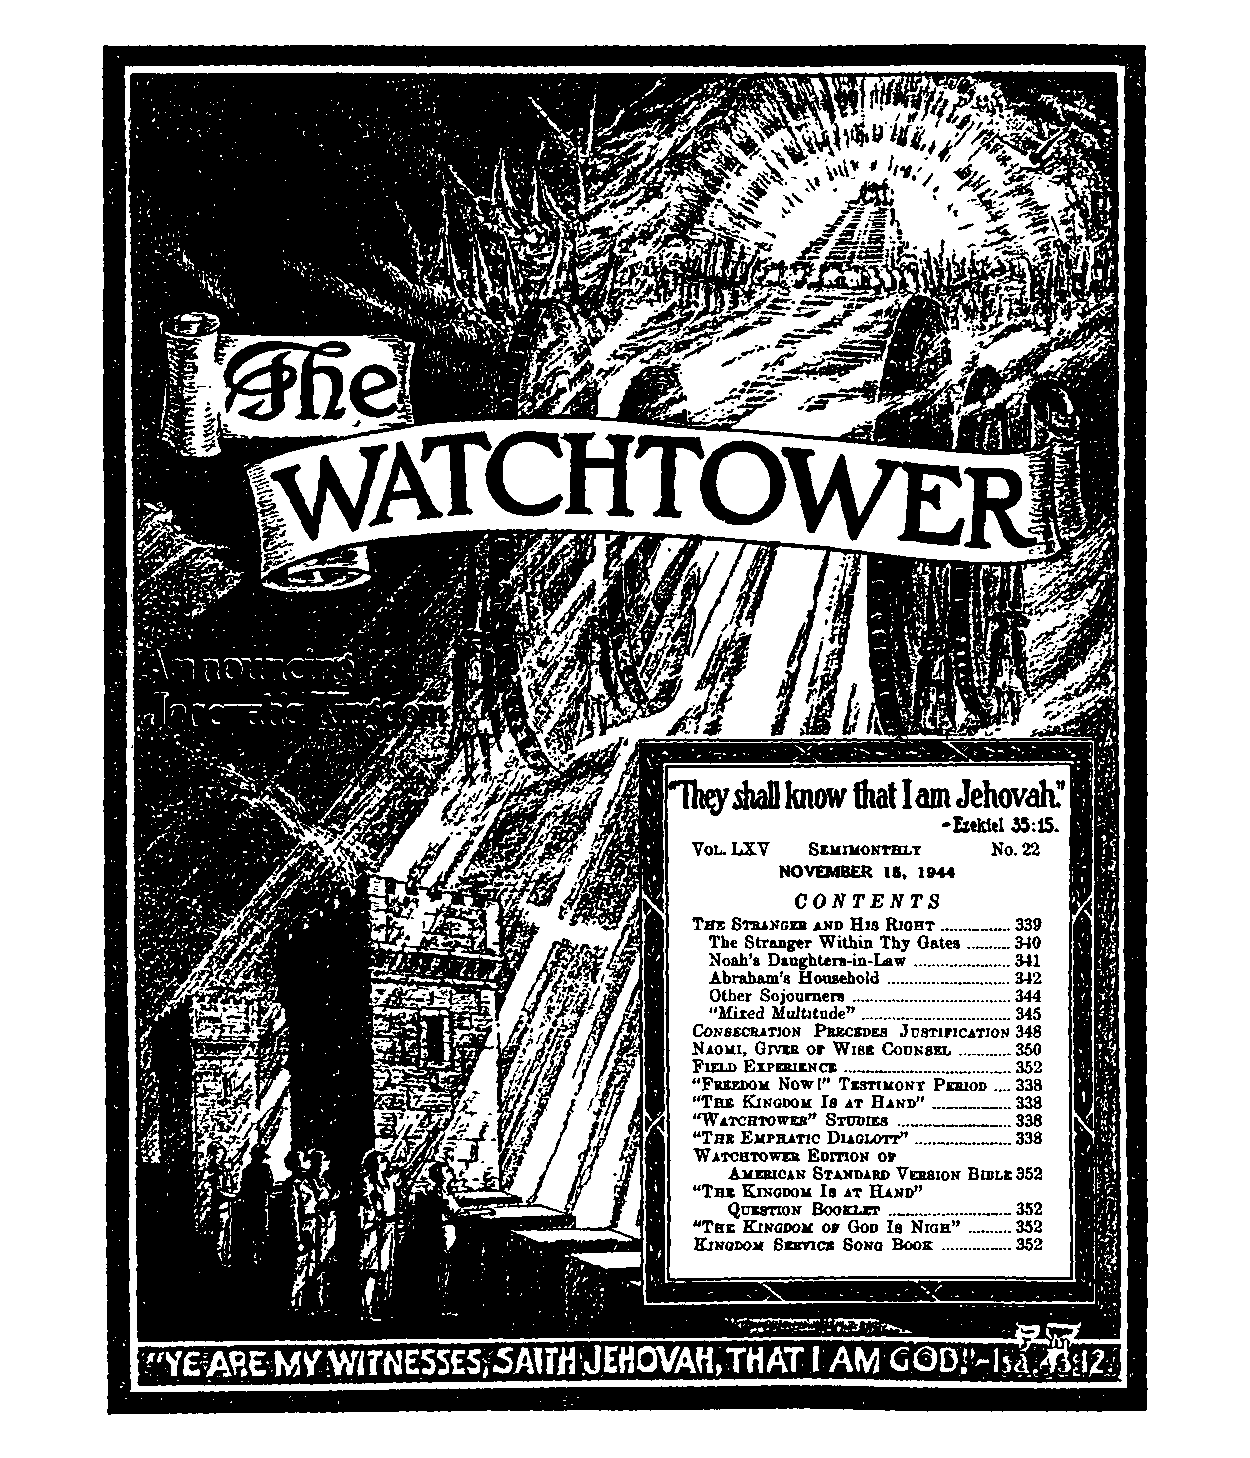 The
WATCHTOWER
Announcing
Jehovah's Kingdom
"They shall know that I am Jehovah."
-Ezekiel 35:15.
VOL. LXV SEMIMONTHLY No. 22
NOVEMBER 15, 1944
CONTENTS
THE STRANGER AND HIS RIGHT ................ 339
The Stranger Within Thy Gates .......... 340
Noah's Daughters-in-Law .................... 341
Abraham's Household ......................... 342
Other Sojourners ................................ 344
"Mixed Multitude" .............................. 345
CONSECRATION PRECEDES JUSTIFICATION 348
NAOMI, GIVER OF WISE COUNSEL ........... 350
FIELD EXPERIENCE .................................. 352
"FREEDOM NOW!" TESTIMONY PERIOD .... 338
"THE KINGDOM IS AT HAND" ................ 338
"WATCHTOWER" STUDIES ....................... 338
"THE EMPHATIC DIAGLOTT" ................... 338
WATCHTOWER EDITION OF
AMERICAN STANDARD VERSION BIBLE 352
"THE KINGDOM IS AT HAND"
QUESTION BOOKLET .............................. 352
"THE KINGDOM OF GOD IS NIGH" ......... 352
KINGDOM SERVICE SONG BOOK .............. 352
"YE ARE MY WITNESSES, SAITH JEHOVAH, THAT I AM GOD."-Isa. 43:12